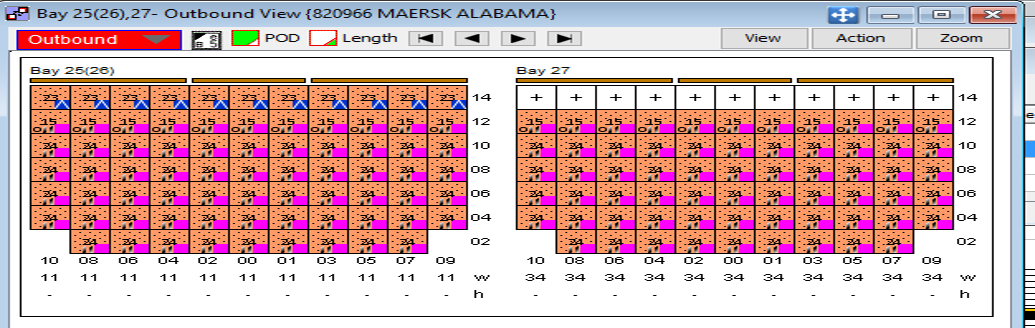 Bay 25(26),27- Outbound View {820966 MAERSK ALABAMA}
Outbound POD Length View Action Zoom
Bay 25(26) Bay 27
23 23 23 23 23 23 23 23 23 23 23 14 + + + + + + + + + + + 14
15 15 15 15 15 15 15 15 15 15 15 12 15 15 15 15 15 15 15 15 15 15 15 12
24 24 24 24 24 24 24 24 24 24 24 10 24 24 24 24 24 24 24 24 24 24 24 10
24 24 24 24 24 24 24 24 24 24 24 08 24 24 24 24 24 24 24 24 24 24 24 08
24 24 24 24 24 24 24 24 24 24 24 06 24 24 24 24 24 24 24 24 24 24 24 06
24 24 24 24 24 24 24 24 24 24 24 04 24 24 24 24 24 24 24 24 24 24 24 04
24 24 24 24 24 24 24 24 24 02 24 24 24 24 24 24 24 24 24 02
10 08 06 04 02 00 01 03 05 07 09 10 08 06 04 02 00 01 03 05 07 09
11 11 11 11 11 11 11 11 11 11 11 w 34 34 34 34 34 34 34 34 34 34 34 w
- - - - - - - - - - - h - - - - - - - - - - - h